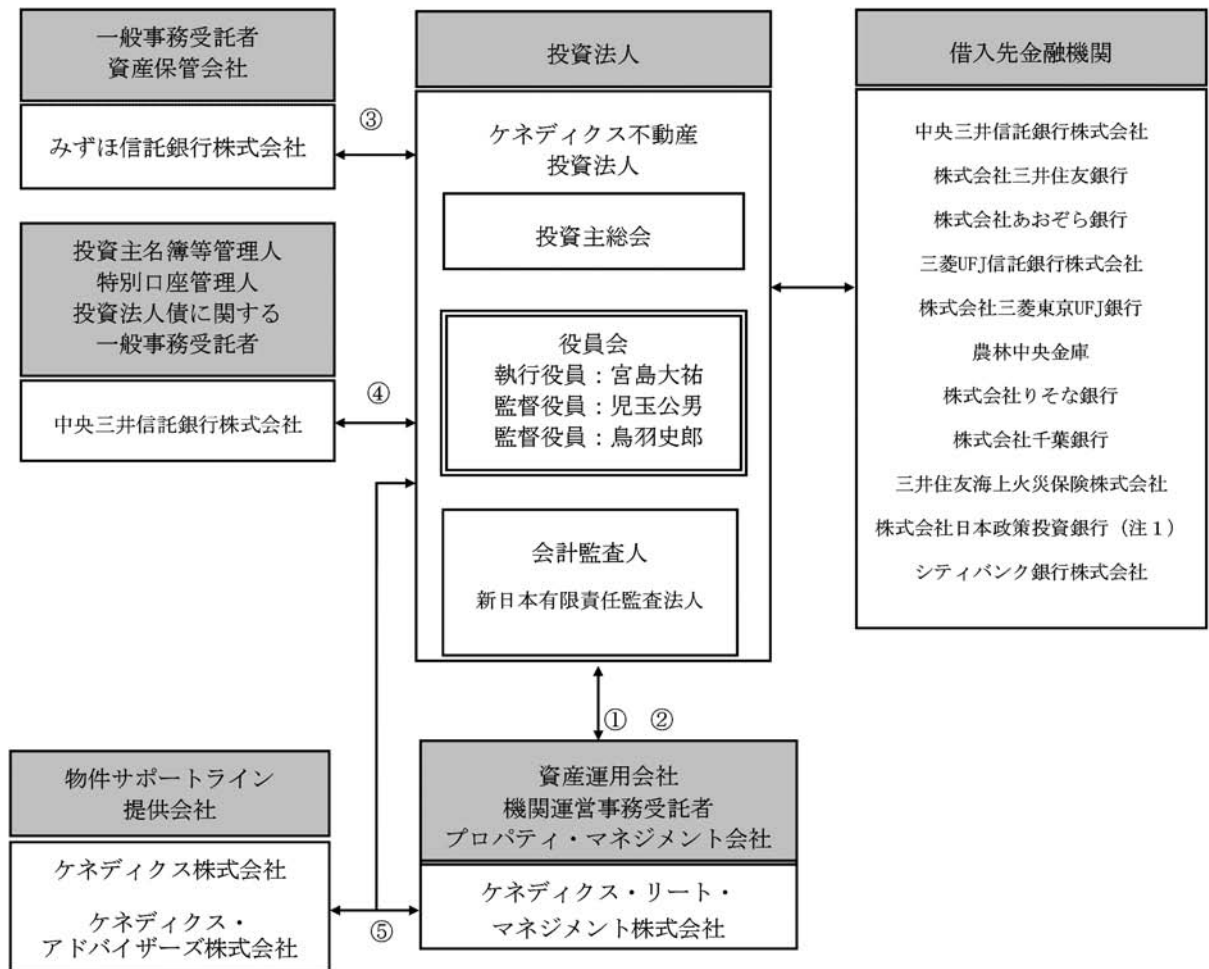 一般事務受託者
資産保管会社
みずほ信託銀行株式会社
③
投資主名簿等管理人
特別口座管理人
投資法人債に関する
一般事務受託者
中央三井信託銀行株式会社
④
投資法人
ケネディクス不動産
投資法人
投資主総会
役員会
執行役員：宮島大祐
監督役員：児玉公男
監督役員：鳥羽史郎
会計監査人
新日本有限責任監査法人
借入先金融機関
中央三井信託銀行株式会社
株式会社三井住友銀行
株式会社あおぞら銀行
三菱UFJ信託銀行株式会社
株式会社三菱東京UFJ銀行
農林中央金庫
株式会社りそな銀行
株式会社千葉銀行
三井住友海上火災保険株式会社
株式会社日本政策投資銀行（注１）
シティバンク銀行株式会社
① ②
物件サポートライン
提供会社
ケネディクス株式会社
ケネディクス・
アドバイザーズ株式会社
⑤
資産運用会社
機関運営事務受託者
プロパティ・マネジメント会社
ケネディクス・リート・
マネジメント株式会社